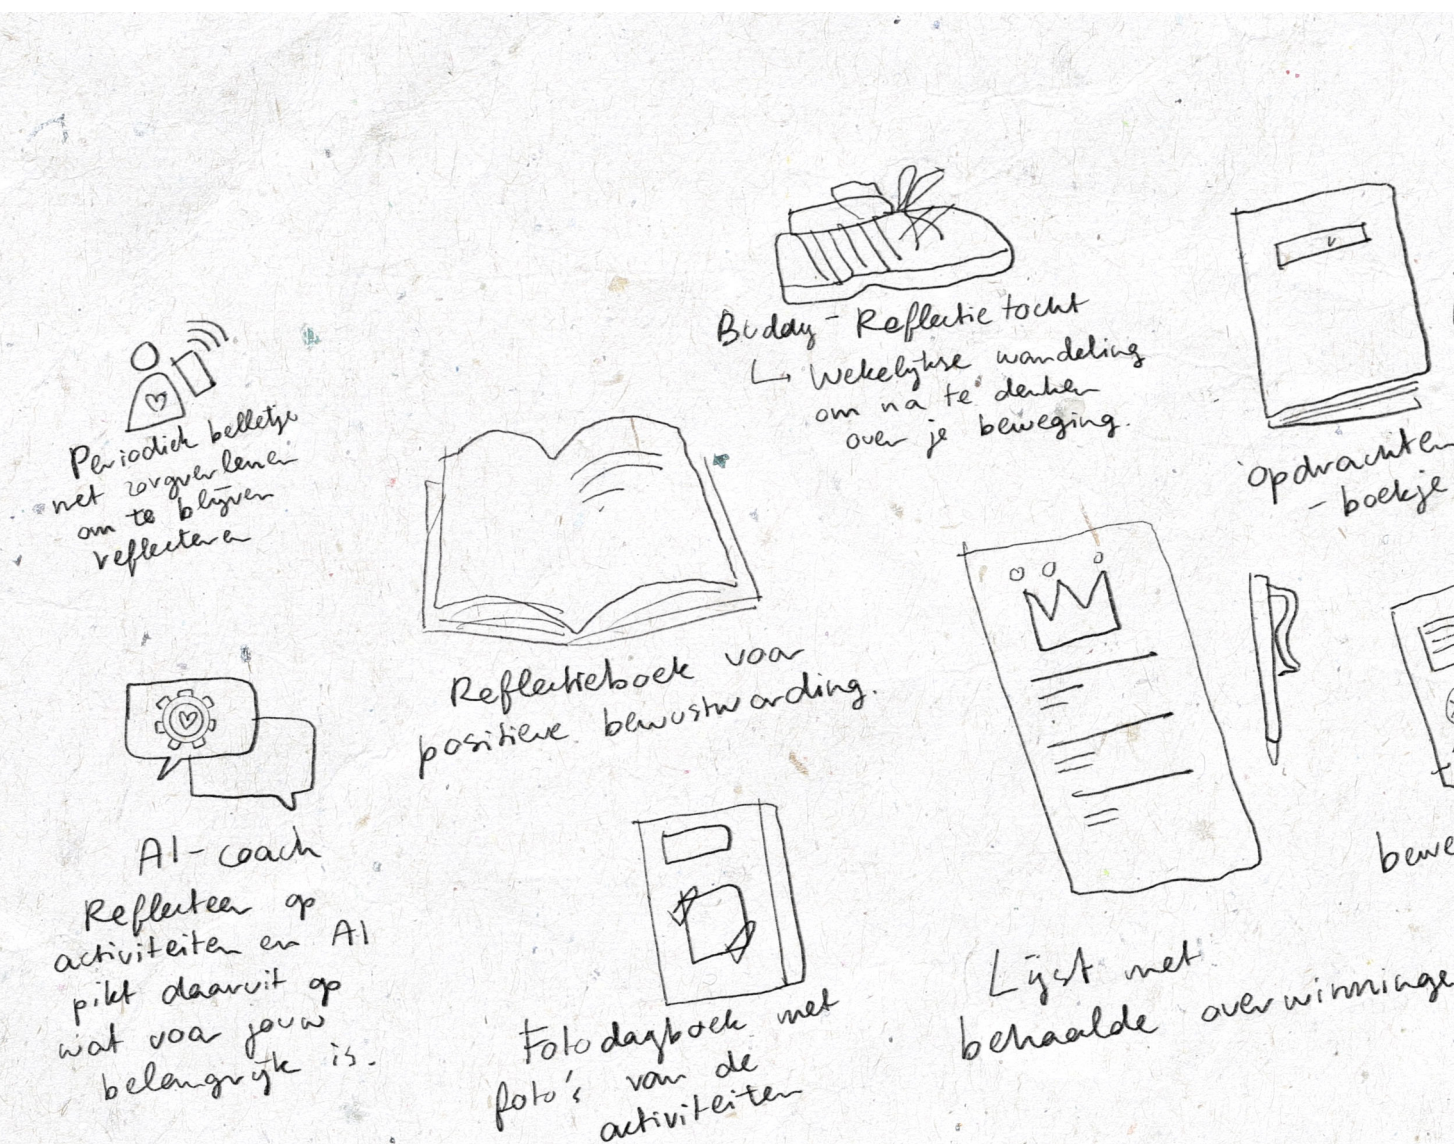 Periodiek belletje
met zorgverlener
om te blijven
reflecteren
Buddy - Reflectie tocht
↳ Wekelijkse wandeling
om na te denken
over je beweging.
opdrachten
- boekje
Reflectieboek voor
positieve bewustwording.
AI-coach
Reflecteer op
activiteiten en AI
pikt daaruit op
wat voor jouw
belangrijk is.
Fotodagboek met
foto's van de
activiteiten
Lijst met
behaalde overwinninge
bewe